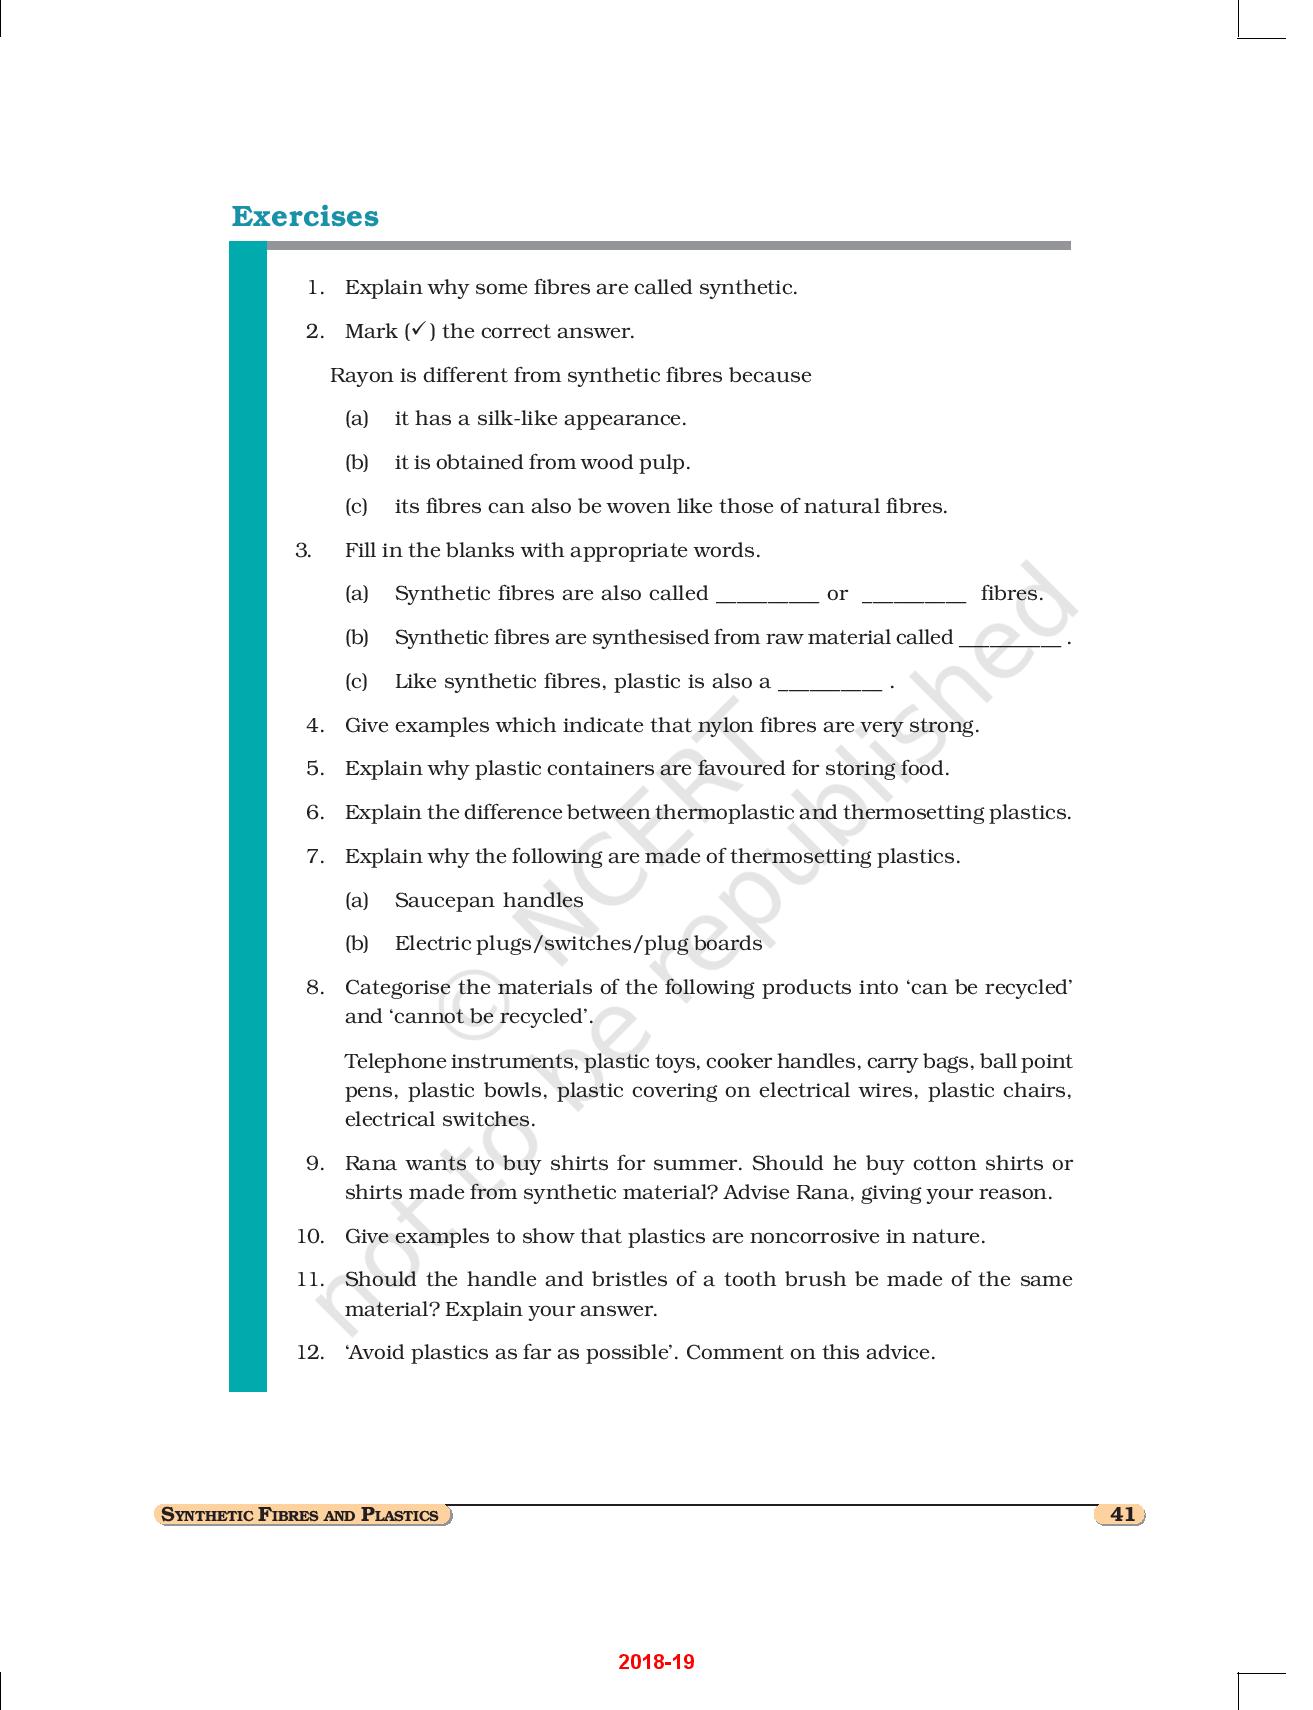 Exercises
1. Explain why some fibres are called synthetic.
2. Mark (✓) the correct answer.
Rayon is different from synthetic fibres because
(a) it has a silk-like appearance.
(b) it is obtained from wood pulp.
(c) its fibres can also be woven like those of natural fibres.
3. Fill in the blanks with appropriate words.
(a) Synthetic fibres are also called __________ or __________ fibres.
(b) Synthetic fibres are synthesised from raw material called __________ .
(c) Like synthetic fibres, plastic is also a __________ .
4. Give examples which indicate that nylon fibres are very strong.
5. Explain why plastic containers are favoured for storing food.
6. Explain the difference between thermoplastic and thermosetting plastics.
7. Explain why the following are made of thermosetting plastics.
(a) Saucepan handles
(b) Electric plugs/switches/plug boards
8. Categorise the materials of the following products into ‘can be recycled’
and ‘cannot be recycled’.
Telephone instruments, plastic toys, cooker handles, carry bags, ball point
pens, plastic bowls, plastic covering on electrical wires, plastic chairs,
electrical switches.
9. Rana wants to buy shirts for summer. Should he buy cotton shirts or
shirts made from synthetic material? Advise Rana, giving your reason.
10. Give examples to show that plastics are noncorrosive in nature.
11. Should the handle and bristles of a tooth brush be made of the same
material? Explain your answer.
12. ‘Avoid plastics as far as possible’. Comment on this advice.
© NCERT
not to be republished
SYNTHETIC FIBRES AND PLASTICS 41
2018-19